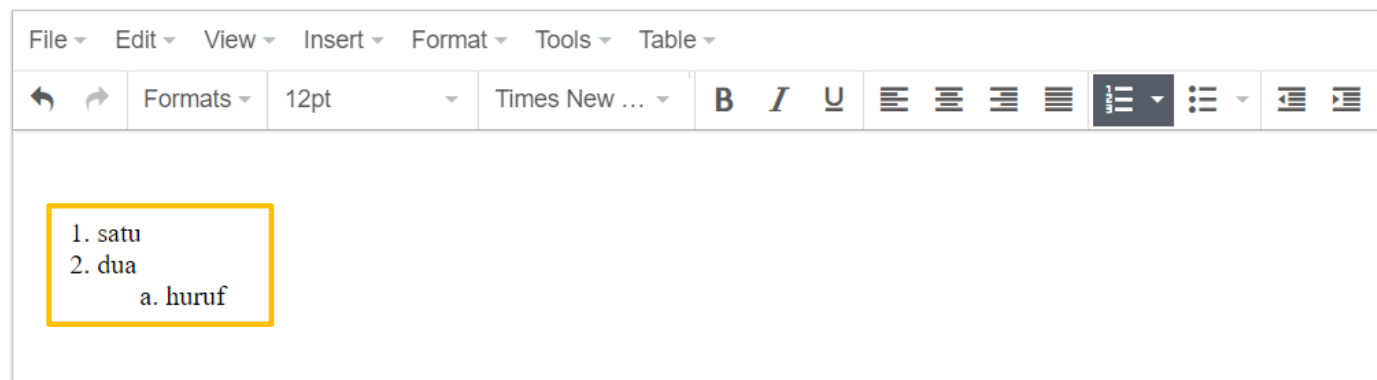 File Edit View Insert Format Tools Table
Formats 12pt Times New … B I U
1. satu
2. dua
a. huruf